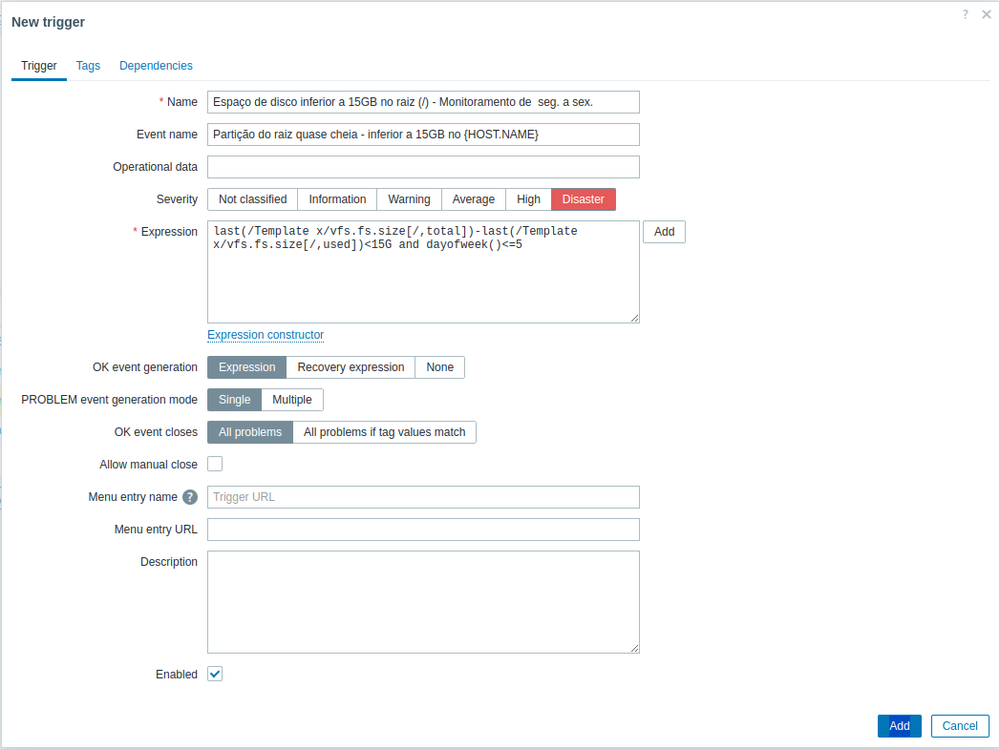 New trigger
? ✕
Trigger Tags Dependencies
* Name Espaço de disco inferior a 15GB no raiz (/) - Monitoramento de  seg. a sex.
Event name Partição do raiz quase cheia - inferior a 15GB no {HOST.NAME}
Operational data
Severity Not classified Information Warning Average High Disaster
* Expression last(/Template x/vfs.fs.size[/,total])-last(/Template Add
x/vfs.fs.size[/,used])<15G and dayofweek()<=5
Expression constructor
OK event generation Expression Recovery expression None
PROBLEM event generation mode Single Multiple
OK event closes All problems All problems if tag values match
Allow manual close
Menu entry name ? Trigger URL
Menu entry URL
Description
Enabled
Add Cancel